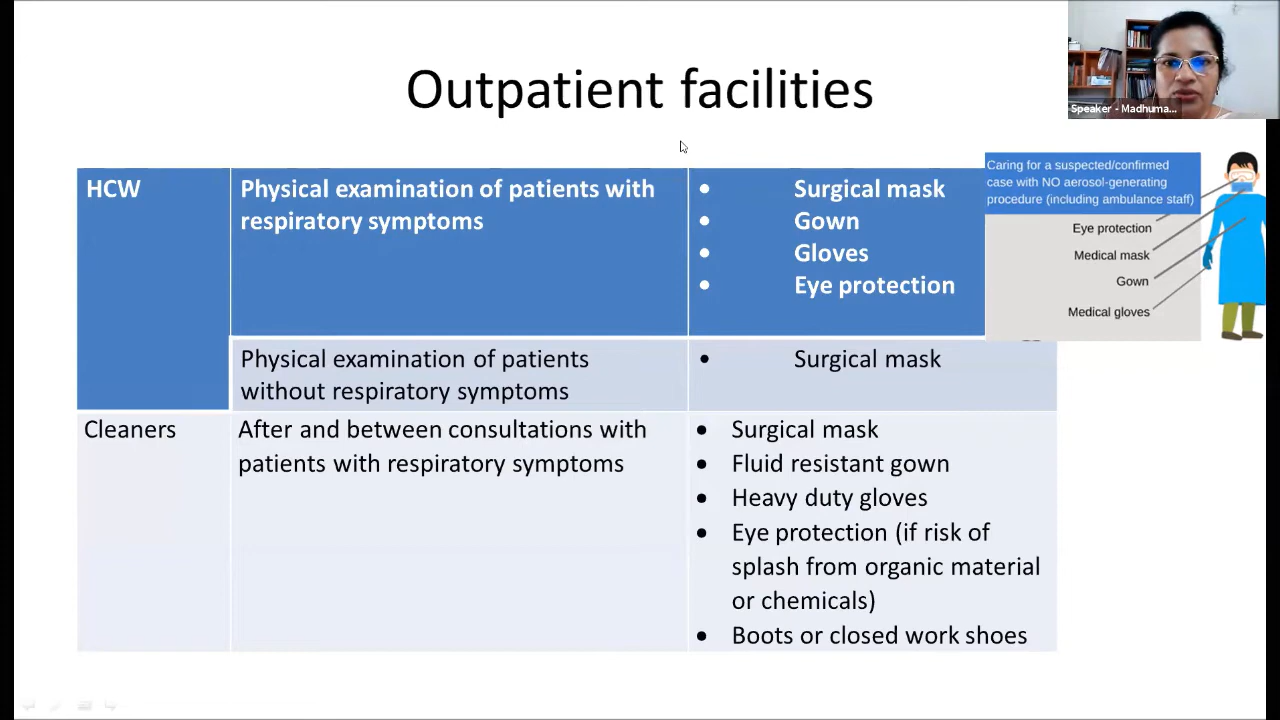 Outpatient facilities
Speaker - Madhuma...
HCW
Physical examination of patients with
respiratory symptoms
• Surgical mask
• Gown
• Gloves
• Eye protection
Caring for a suspected/confirmed
case with NO aerosol-generating
procedure (including ambulance staff)
Eye protection
Medical mask
Gown
Medical gloves
Physical examination of patients
without respiratory symptoms
• Surgical mask
Cleaners
After and between consultations with
patients with respiratory symptoms
• Surgical mask
• Fluid resistant gown
• Heavy duty gloves
• Eye protection (if risk of
splash from organic material
or chemicals)
• Boots or closed work shoes